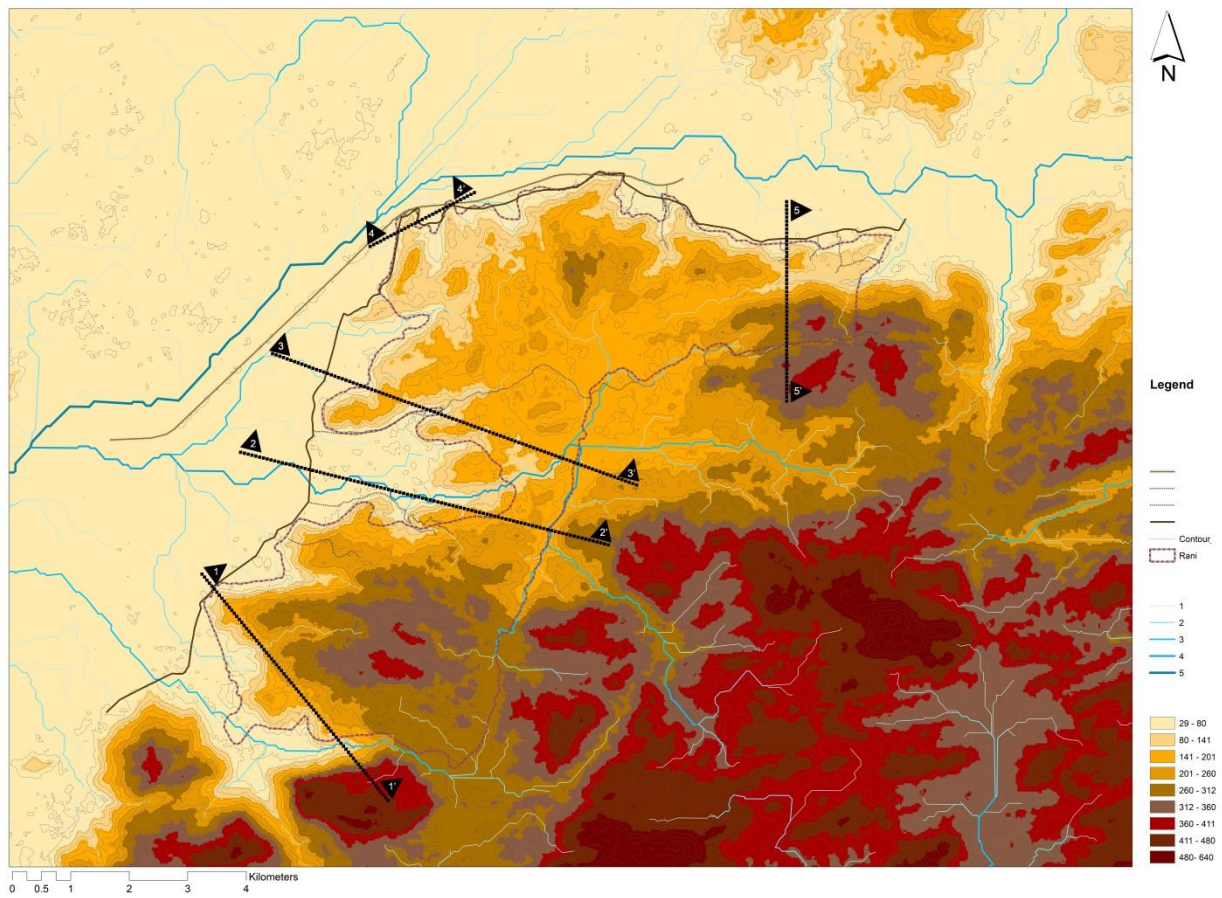 N
4'
4
5
3
5'
2
3'
2'
1
1'
Legend
Contour
Rani
1
2
3
4
5
29 - 80
80 - 141
141 - 201
201 - 260
260 - 312
312 - 360
360 - 411
411 - 480
480- 640
Kilometers
0 0.5 1 2 3 4